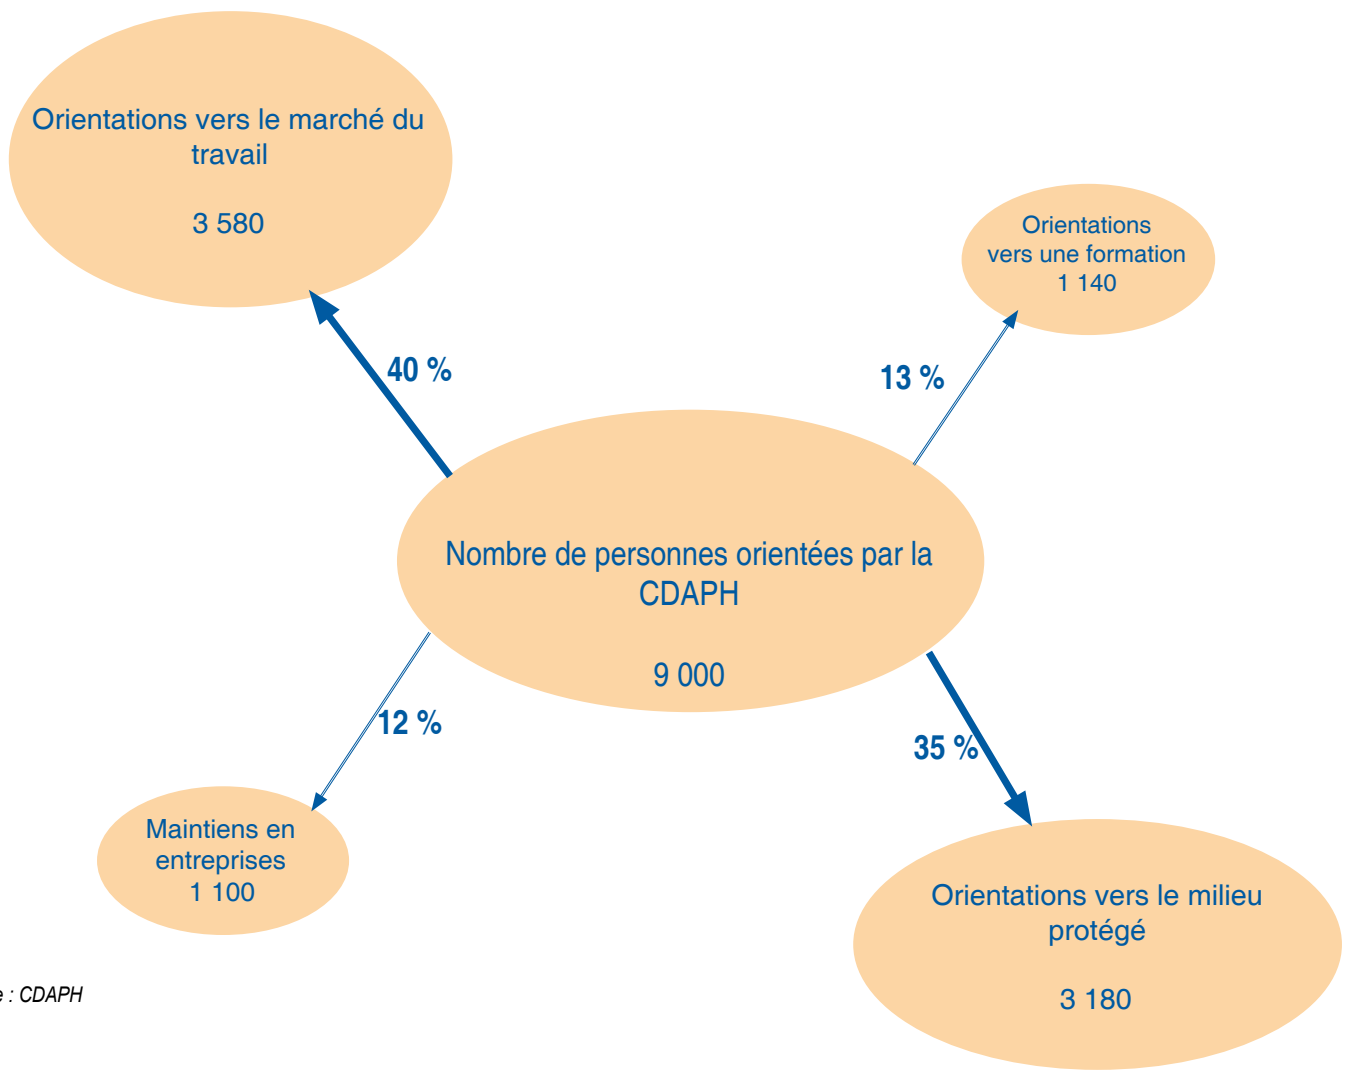 Orientations vers le marché du
travail
3 580
Orientations
vers une formation
1 140
40 %
13 %
Nombre de personnes orientées par la
CDAPH
9 000
12 %
35 %
Maintiens en
entreprises
1 100
Orientations vers le milieu
protégé
3 180
: CDAPH